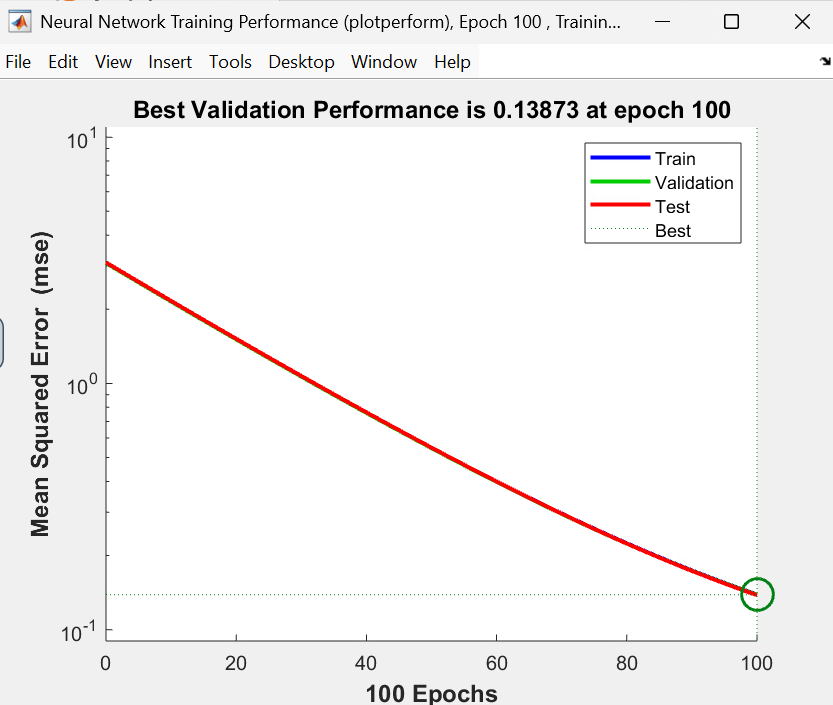 Neural Network Training Performance (plotperform), Epoch 100 , Trainin...
File Edit View Insert Tools Desktop Window Help
Best Validation Performance is 0.13873 at epoch 100
Mean Squared Error (mse)
10^1
10^0
10^-1
Train
Validation
Test
Best
0 20 40 60 80 100
100 Epochs